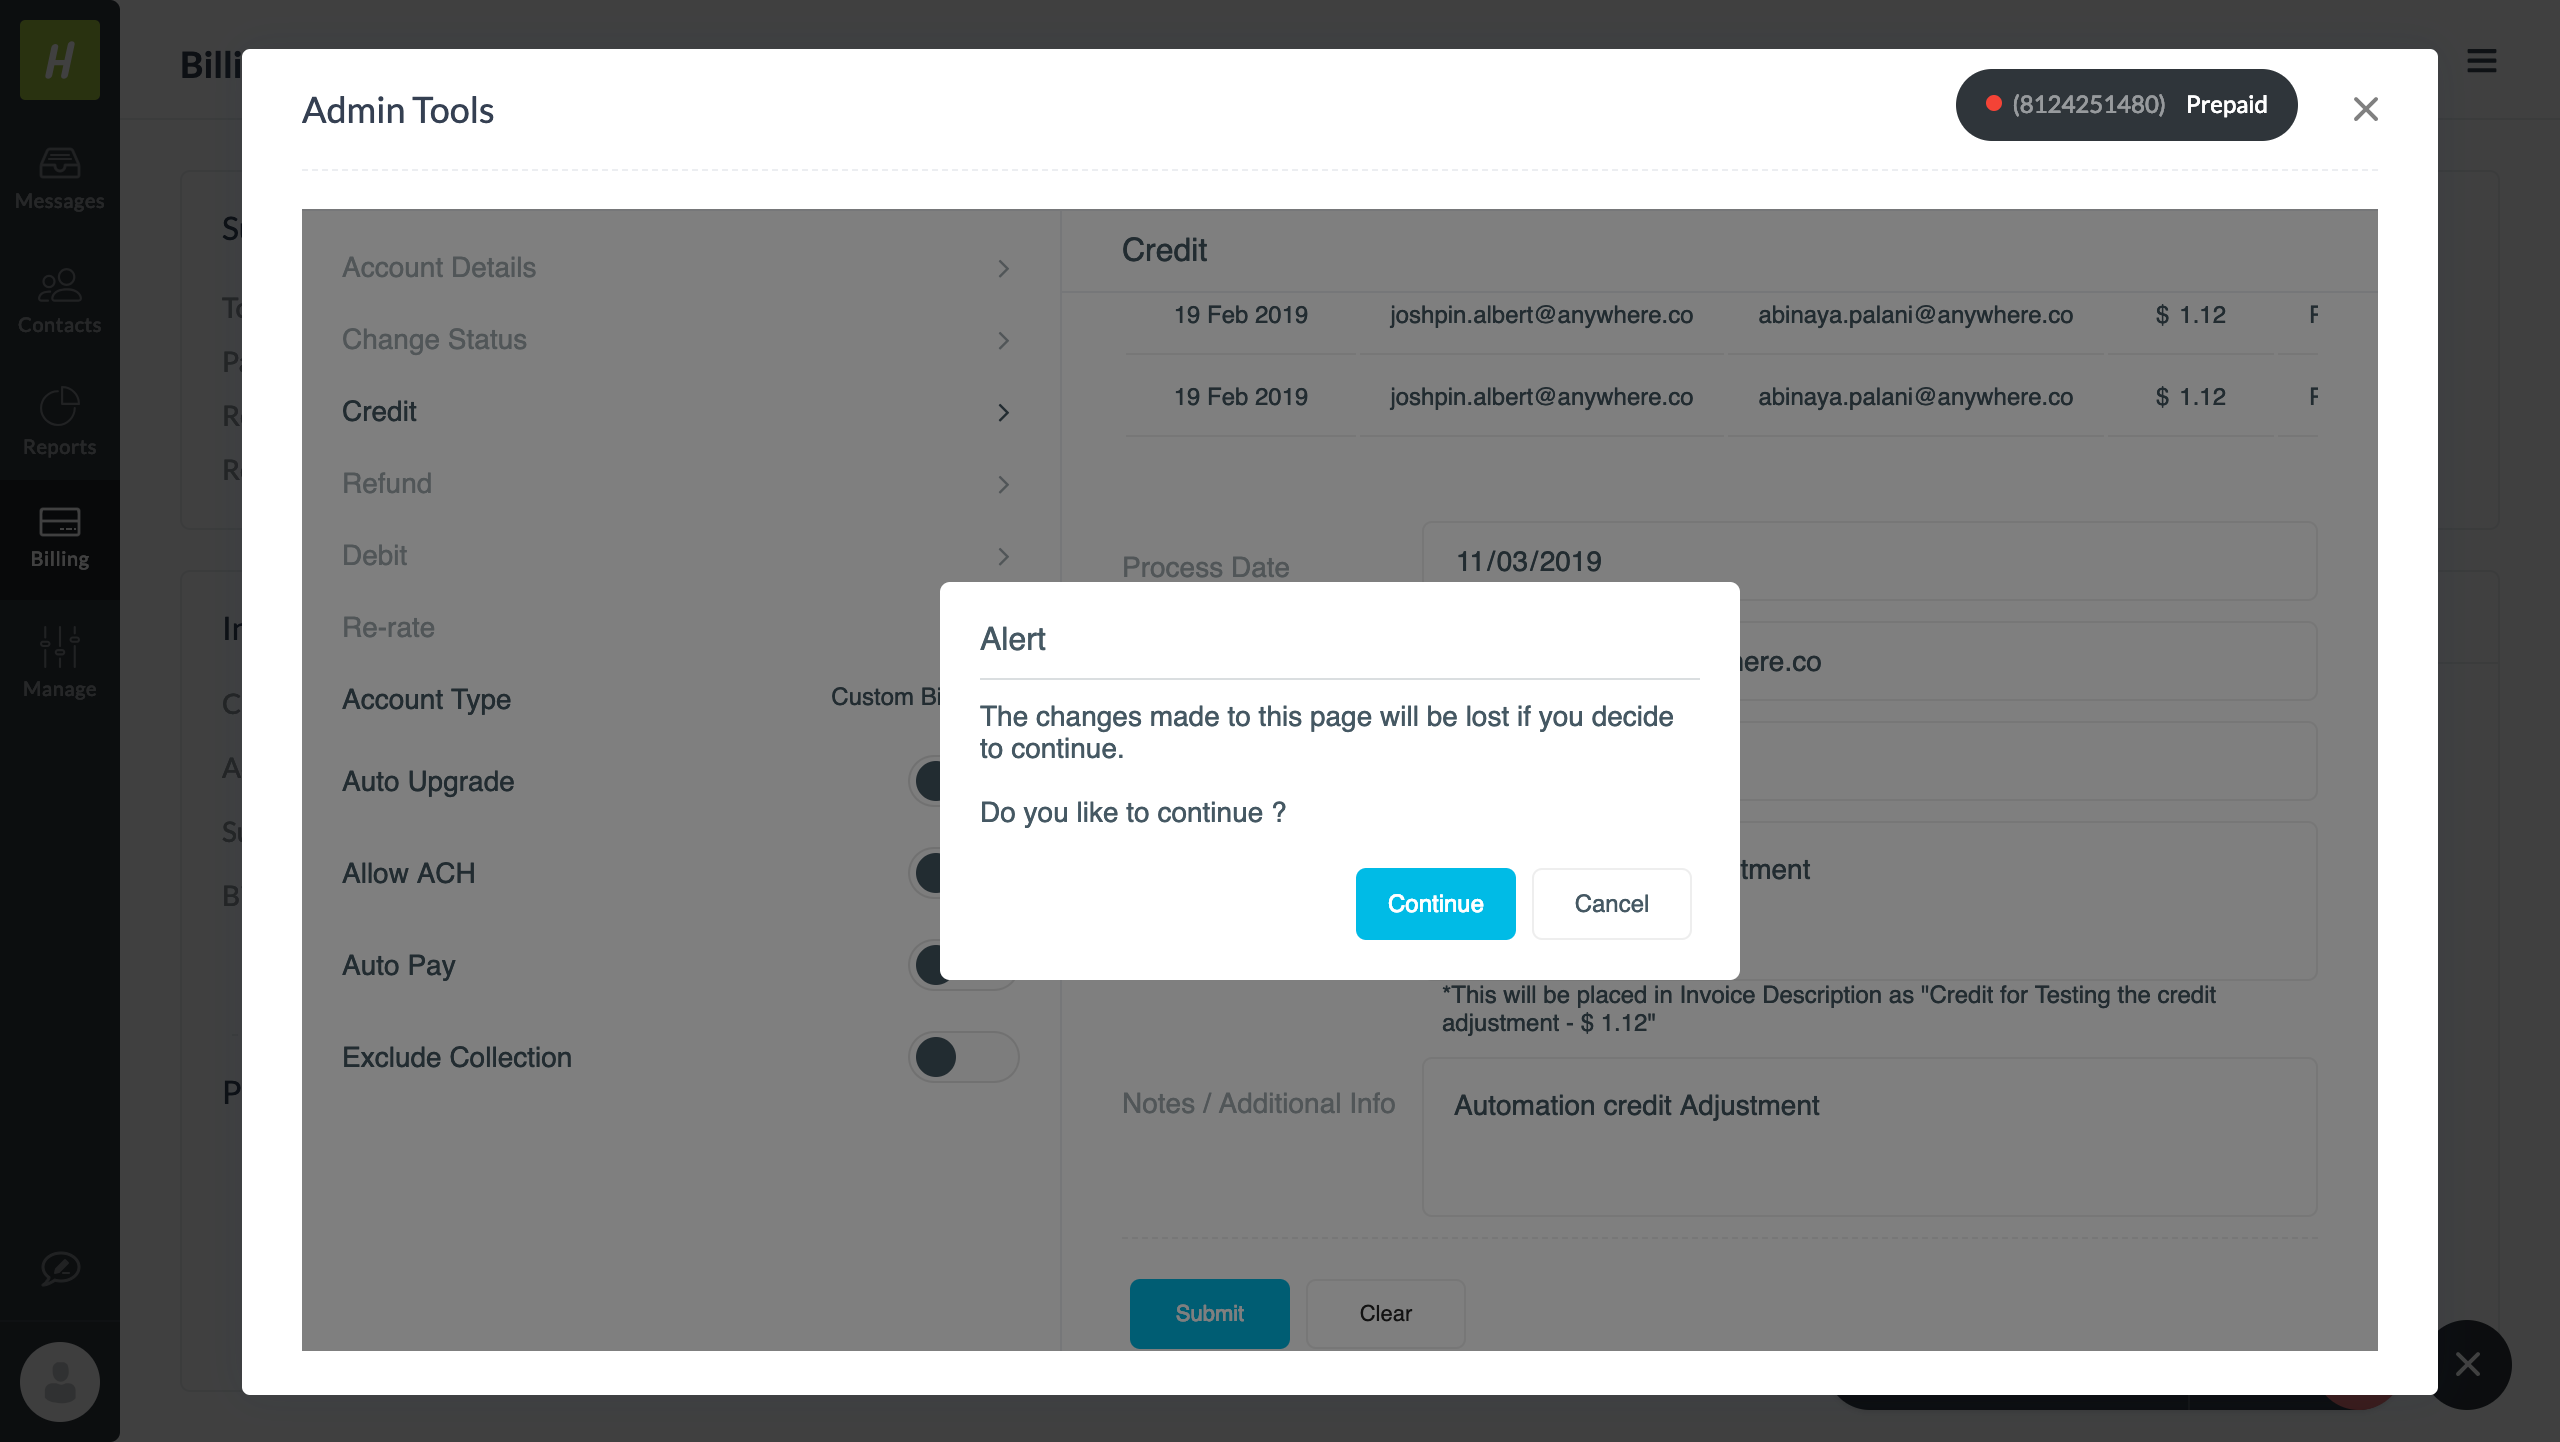 H
Messages
Contacts
Reports
Billing
Manage
Admin Tools
(8124251480) Prepaid
Account Details
Change Status
Credit
Refund
Debit
Re-rate
Account Type
Custom Bi
Auto Upgrade
Allow ACH
Auto Pay
Exclude Collection
Credit
19 Feb 2019 joshpin.albert@anywhere.co abinaya.palani@anywhere.co $ 1.12
19 Feb 2019 joshpin.albert@anywhere.co abinaya.palani@anywhere.co $ 1.12
Process Date 11/03/2019
here.co
tment
*This will be placed in Invoice Description as "Credit for Testing the credit
adjustment - $ 1.12"
Notes / Additional Info Automation credit Adjustment
Submit Clear
Alert
The changes made to this page will be lost if you decide
to continue.
Do you like to continue ?
Continue Cancel